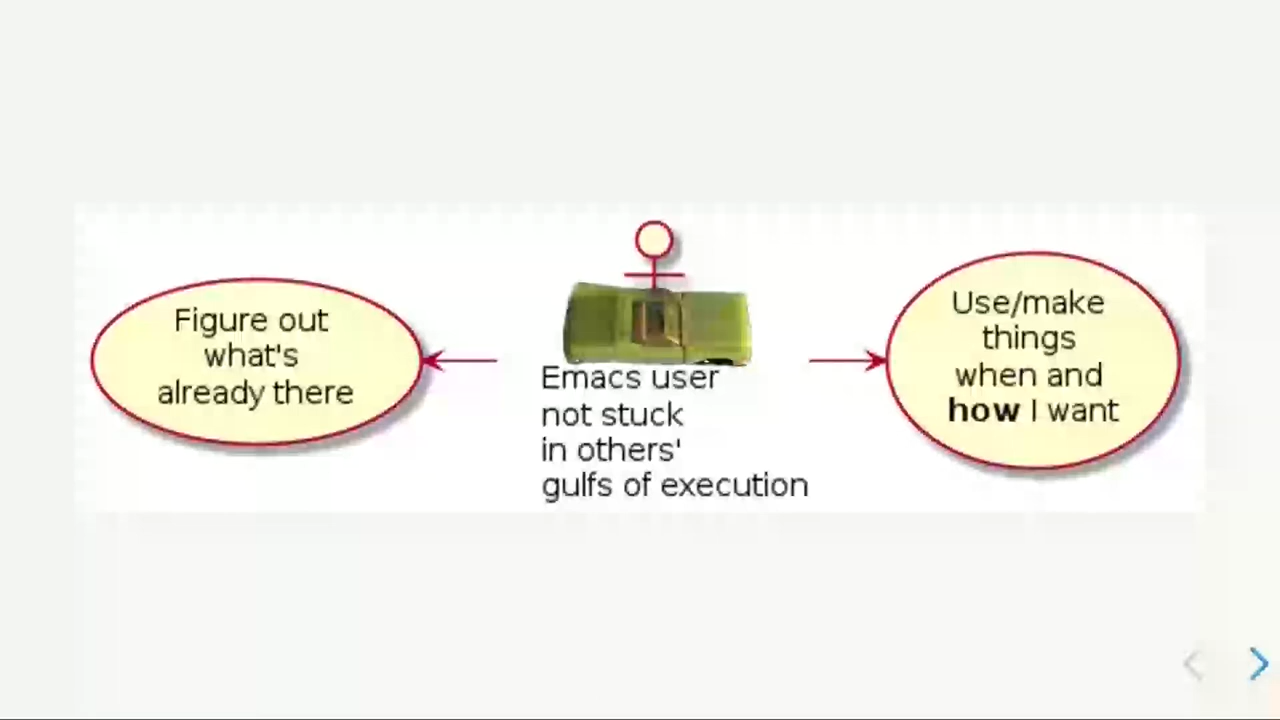 Figure out
what's
already there
Emacs user
not stuck
in others'
gulfs of execution
Use/make
things
when and
how I want